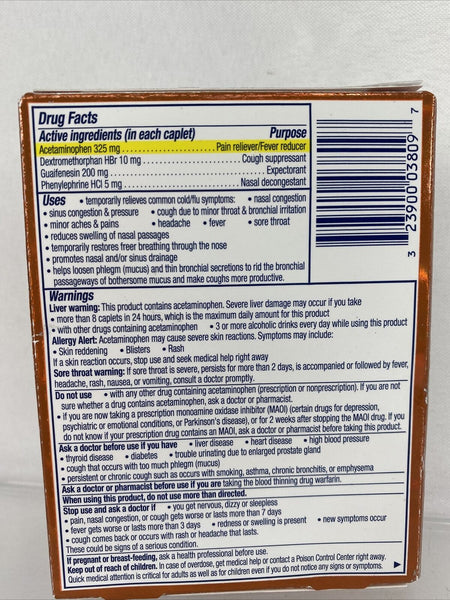 Drug Facts
Active ingredients (in each caplet) Purpose
Acetaminophen 325 mg . . . . . . . . . . . . . . . . . . . . Pain reliever/Fever reducer
Dextromethorphan HBr 10 mg . . . . . . . . . . . . . . . . . . . . Cough suppressant
Guaifenesin 200 mg . . . . . . . . . . . . . . . . . . . . Expectorant
Phenylephrine HCl 5 mg . . . . . . . . . . . . . . . . . . . . Nasal decongestant
Uses • temporarily relieves common cold/flu symptoms: • nasal congestion
• sinus congestion & pressure • cough due to minor throat & bronchial irritation
• minor aches & pains • headache • fever • sore throat
• reduces swelling of nasal passages
• temporarily restores freer breathing through the nose
• promotes nasal and/or sinus drainage
• helps loosen phlegm (mucus) and thin bronchial secretions to rid the bronchial
passageways of bothersome mucus and make coughs more productive.
3 23900 03809 7
Warnings
Liver warning: This product contains acetaminophen. Severe liver damage may occur if you take
• more than 8 caplets in 24 hours, which is the maximum daily amount for this product
• with other drugs containing acetaminophen • 3 or more alcoholic drinks every day while using this product
Allergy Alert: Acetaminophen may cause severe skin reactions. Symptoms may include:
• Skin reddening • Blisters • Rash
If a skin reaction occurs, stop use and seek medical help right away
Sore throat warning: If sore throat is severe, persists for more than 2 days, is accompanied or followed by fever,
headache, rash, nausea, or vomiting, consult a doctor promptly.
Do not use • with any other drug containing acetaminophen (prescription or nonprescription). If you are not
sure whether a drug contains acetaminophen, ask a doctor or pharmacist.
• if you are now taking a prescription monoamine oxidase inhibitor (MAOI) (certain drugs for depression,
psychiatric or emotional conditions, or Parkinson's disease), or for 2 weeks after stopping the MAOI drug. If you
do not know if your prescription drug contains an MAOI, ask a doctor or pharmacist before taking this product.
Ask a doctor before use if you have • liver disease • heart disease • high blood pressure
• thyroid disease • diabetes • trouble urinating due to enlarged prostate gland
• cough that occurs with too much phlegm (mucus)
• persistent or chronic cough such as occurs with smoking, asthma, chronic bronchitis, or emphysema
Ask a doctor or pharmacist before use if you are taking the blood thinning drug warfarin.
When using this product, do not use more than directed.
Stop use and ask a doctor if • you get nervous, dizzy or sleepless
• pain, nasal congestion, or cough gets worse or lasts more than 7 days
• fever gets worse or lasts more than 3 days • redness or swelling is present • new symptoms occur
• cough comes back or occurs with rash or headache that lasts.
These could be signs of a serious condition.
If pregnant or breast-feeding, ask a health professional before use.
Keep out of reach of children. In case of overdose, get medical help or contact a Poison Control Center right away.
Quick medical attention is critical for adults as well as for children even if you do not notice any signs or symptoms.